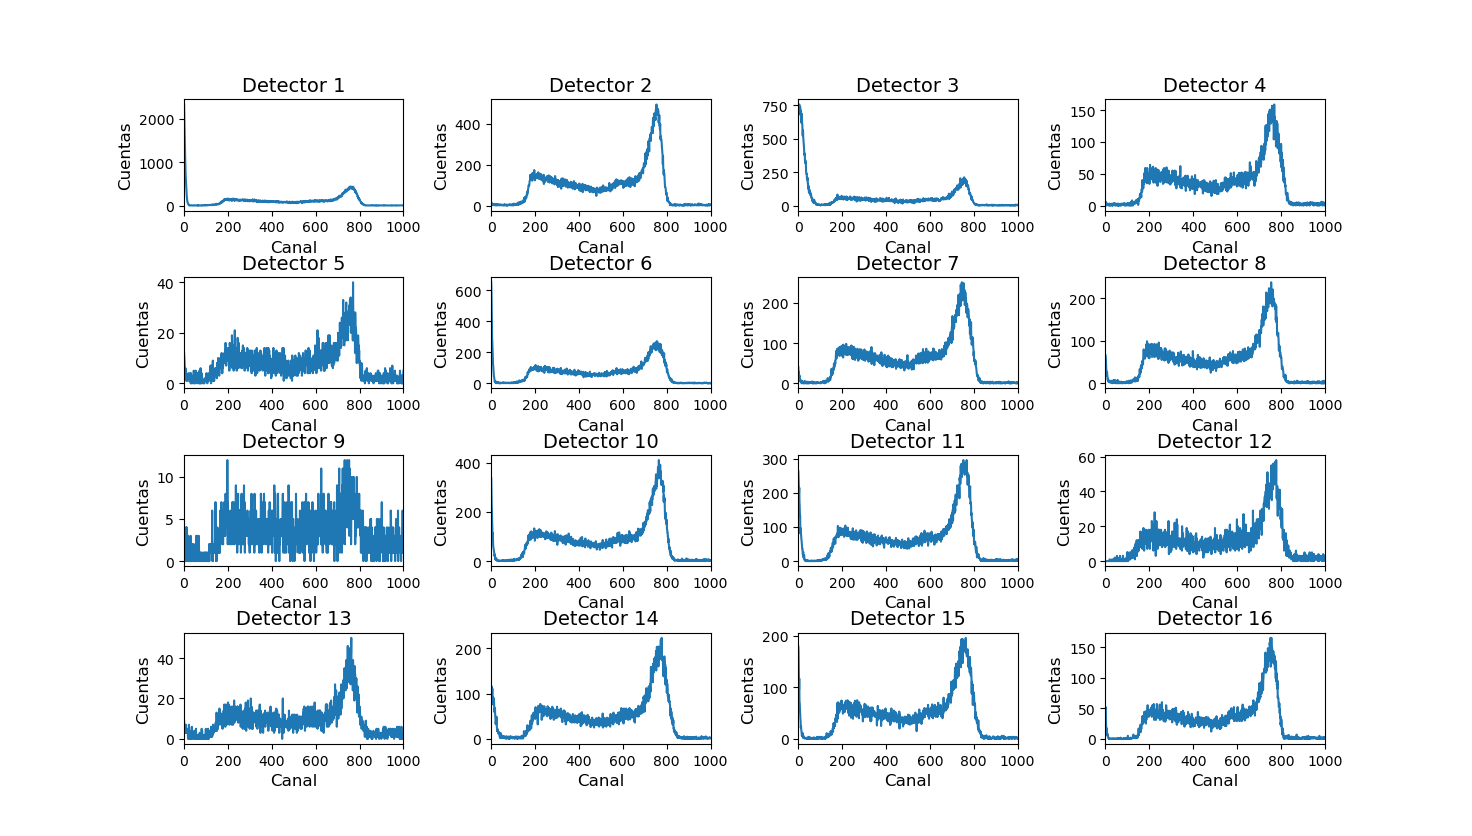 Detector 1 Detector 2 Detector 3 Detector 4
Cuentas Cuentas Cuentas Cuentas
2000 400 750 150
1000 200 500 100
0 0 250 50
0 0
0 200 400 600 800 1000 0 200 400 600 800 1000 0 200 400 600 800 1000 0 200 400 600 800 1000
Canal Canal Canal Canal
Detector 5 Detector 6 Detector 7 Detector 8
Cuentas Cuentas Cuentas Cuentas
40 600 200 200
20 400 100 100
0 200 0 0
0
0 200 400 600 800 1000 0 200 400 600 800 1000 0 200 400 600 800 1000 0 200 400 600 800 1000
Canal Canal Canal Canal
Detector 9 Detector 10 Detector 11 Detector 12
Cuentas Cuentas Cuentas Cuentas
10 400 300 60
5 200 200 40
0 0 100 20
0 0
0 200 400 600 800 1000 0 200 400 600 800 1000 0 200 400 600 800 1000 0 200 400 600 800 1000
Canal Canal Canal Canal
Detector 13 Detector 14 Detector 15 Detector 16
Cuentas Cuentas Cuentas Cuentas
40 200 200 150
20 100 100 100
0 0 0 50
0
0 200 400 600 800 1000 0 200 400 600 800 1000 0 200 400 600 800 1000 0 200 400 600 800 1000
Canal Canal Canal Canal